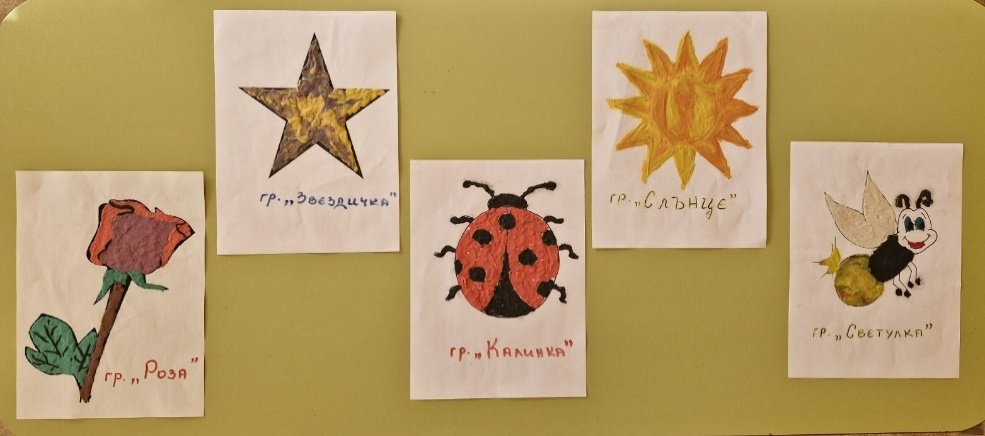 гр. „Роза"
гр. „Звездичка"
гр. „Калинка"
гр. „Слънце"
гр. „Светулка"